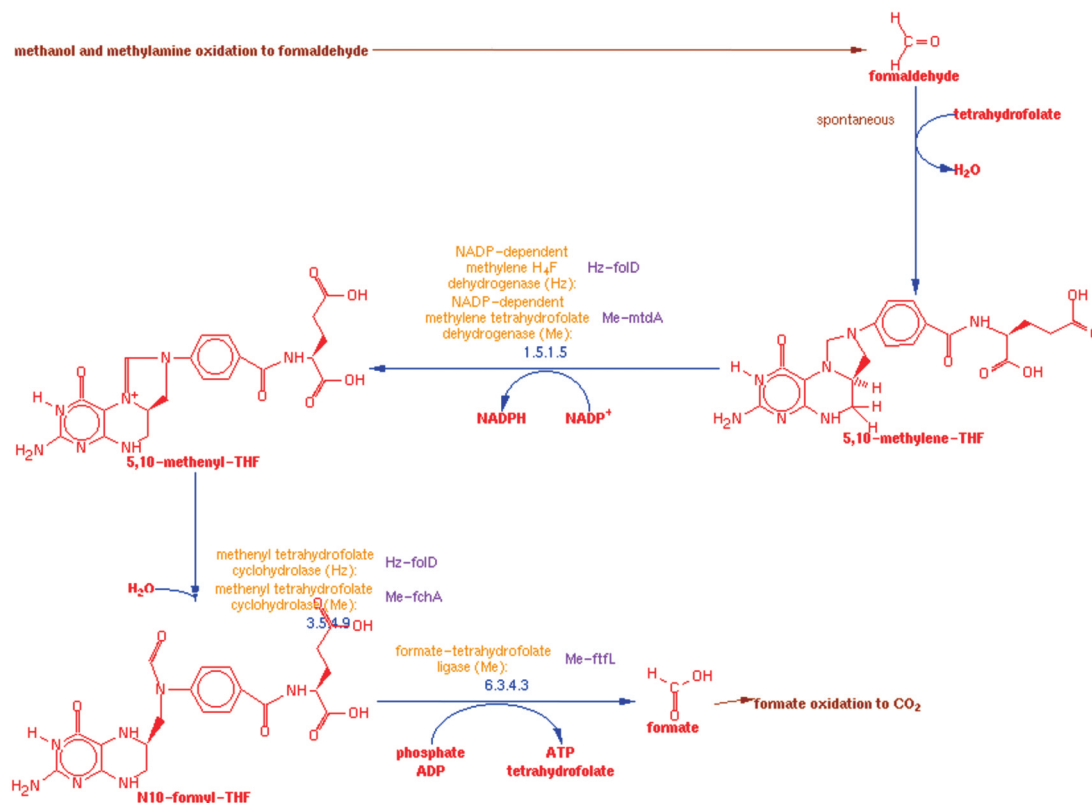 methanol and methylamine oxidation to formaldehyde
H
C=O
H
formaldehyde
spontaneous
tetrahydrofolate
H₂O
NADP-dependent
methylene H₄F
dehydrogenase (Hz):
Hz-folD
NADP-dependent
methylene tetrahydrofolate
dehydrogenase (Me):
Me-mtdA
1.5.1.5
NADPH
NADP⁺
O
OH
O
NH
O
OH
N
O
N⁺
H
N
H₂N
N
NH
5,10-methenyl-THF
O
OH
NH
O
O
OH
N
O
N
H
H
N
H
H₂N
N
NH
H
5,10-methylene-THF
H₂O
methenyl tetrahydrofolate
cyclohydrolase (Hz):
Hz-folD
methenyl tetrahydrofolate
cyclohydrolase (Me):
Me-fchA
3.5.4.9
formate-tetrahydrofolate
ligase (Me):
Me-ftfL
6.3.4.3
phosphate
ADP
ATP
tetrahydrofolate
H
C
OH
O
formate
formate oxidation to CO₂
O
O
OH
N
NH
O
O
OH
O
NH
H
N
H₂N
N
NH
N10-formyl-THF